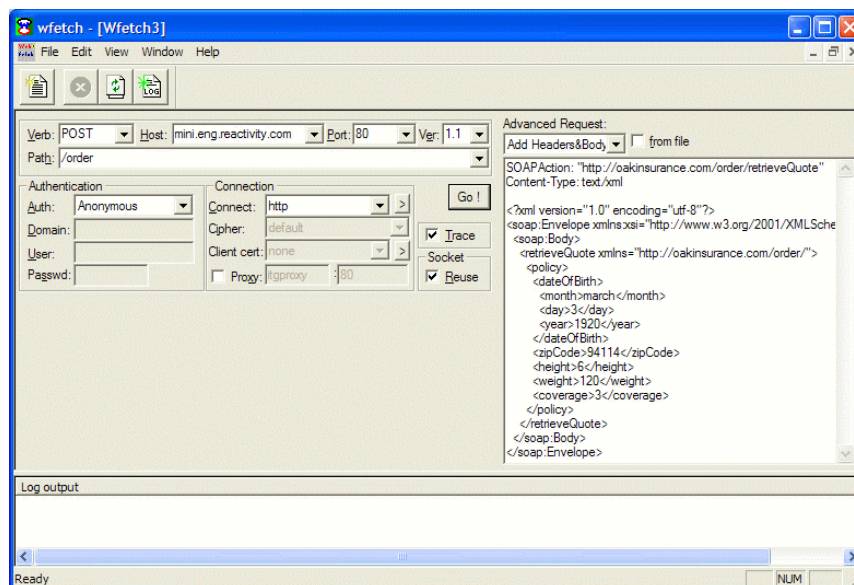 wfetch - [Wfetch3]
File Edit View Window Help
LOG
Verb: POST Host: mini.eng.reactivity.com Port: 80 Ver: 1.1
Path: /order
Authentication
Auth: Anonymous
Domain:
User:
Passwd:
Connection
Connect: http >
Cipher: default
Client cert: none >
Proxy: itgproxy : 80
Go !
Trace
Socket
Reuse
Advanced Request:
Add Headers&Body from file
SOAPAction: "http://oakinsurance.com/order/retrieveQuote"
Content-Type: text/xml
<?xml version="1.0" encoding="utf-8"?>
<soap:Envelope xmlns:xsi="http://www.w3.org/2001/XMLSche
<soap:Body>
<retrieveQuote xmlns="http://oakinsurance.com/order/">
<policy>
<dateOfBirth>
<month>march</month>
<day>3</day>
<year>1920</year>
</dateOfBirth>
<zipCode>94114</zipCode>
<height>6</height>
<weight>120</weight>
<coverage>3</coverage>
</policy>
</retrieveQuote>
</soap:Body>
</soap:Envelope>
Log output
Ready NUM